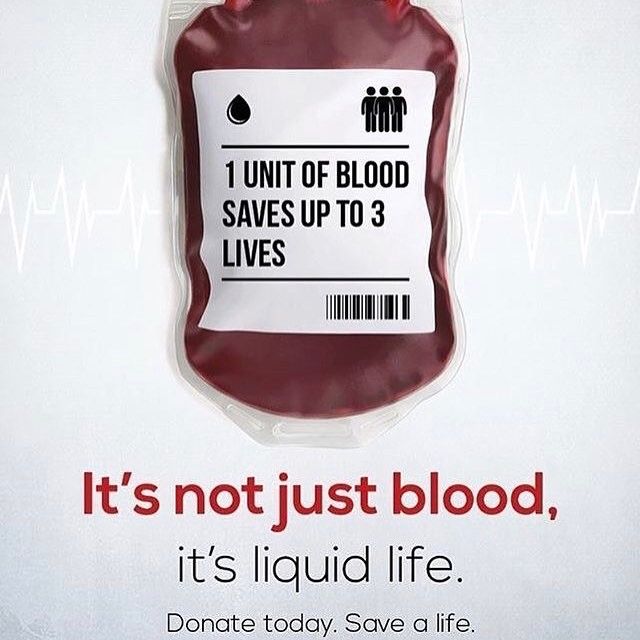 1 UNIT OF BLOOD
SAVES UP TO 3
LIVES
It's not just blood,
it's liquid life.
Donate today. Save a life.